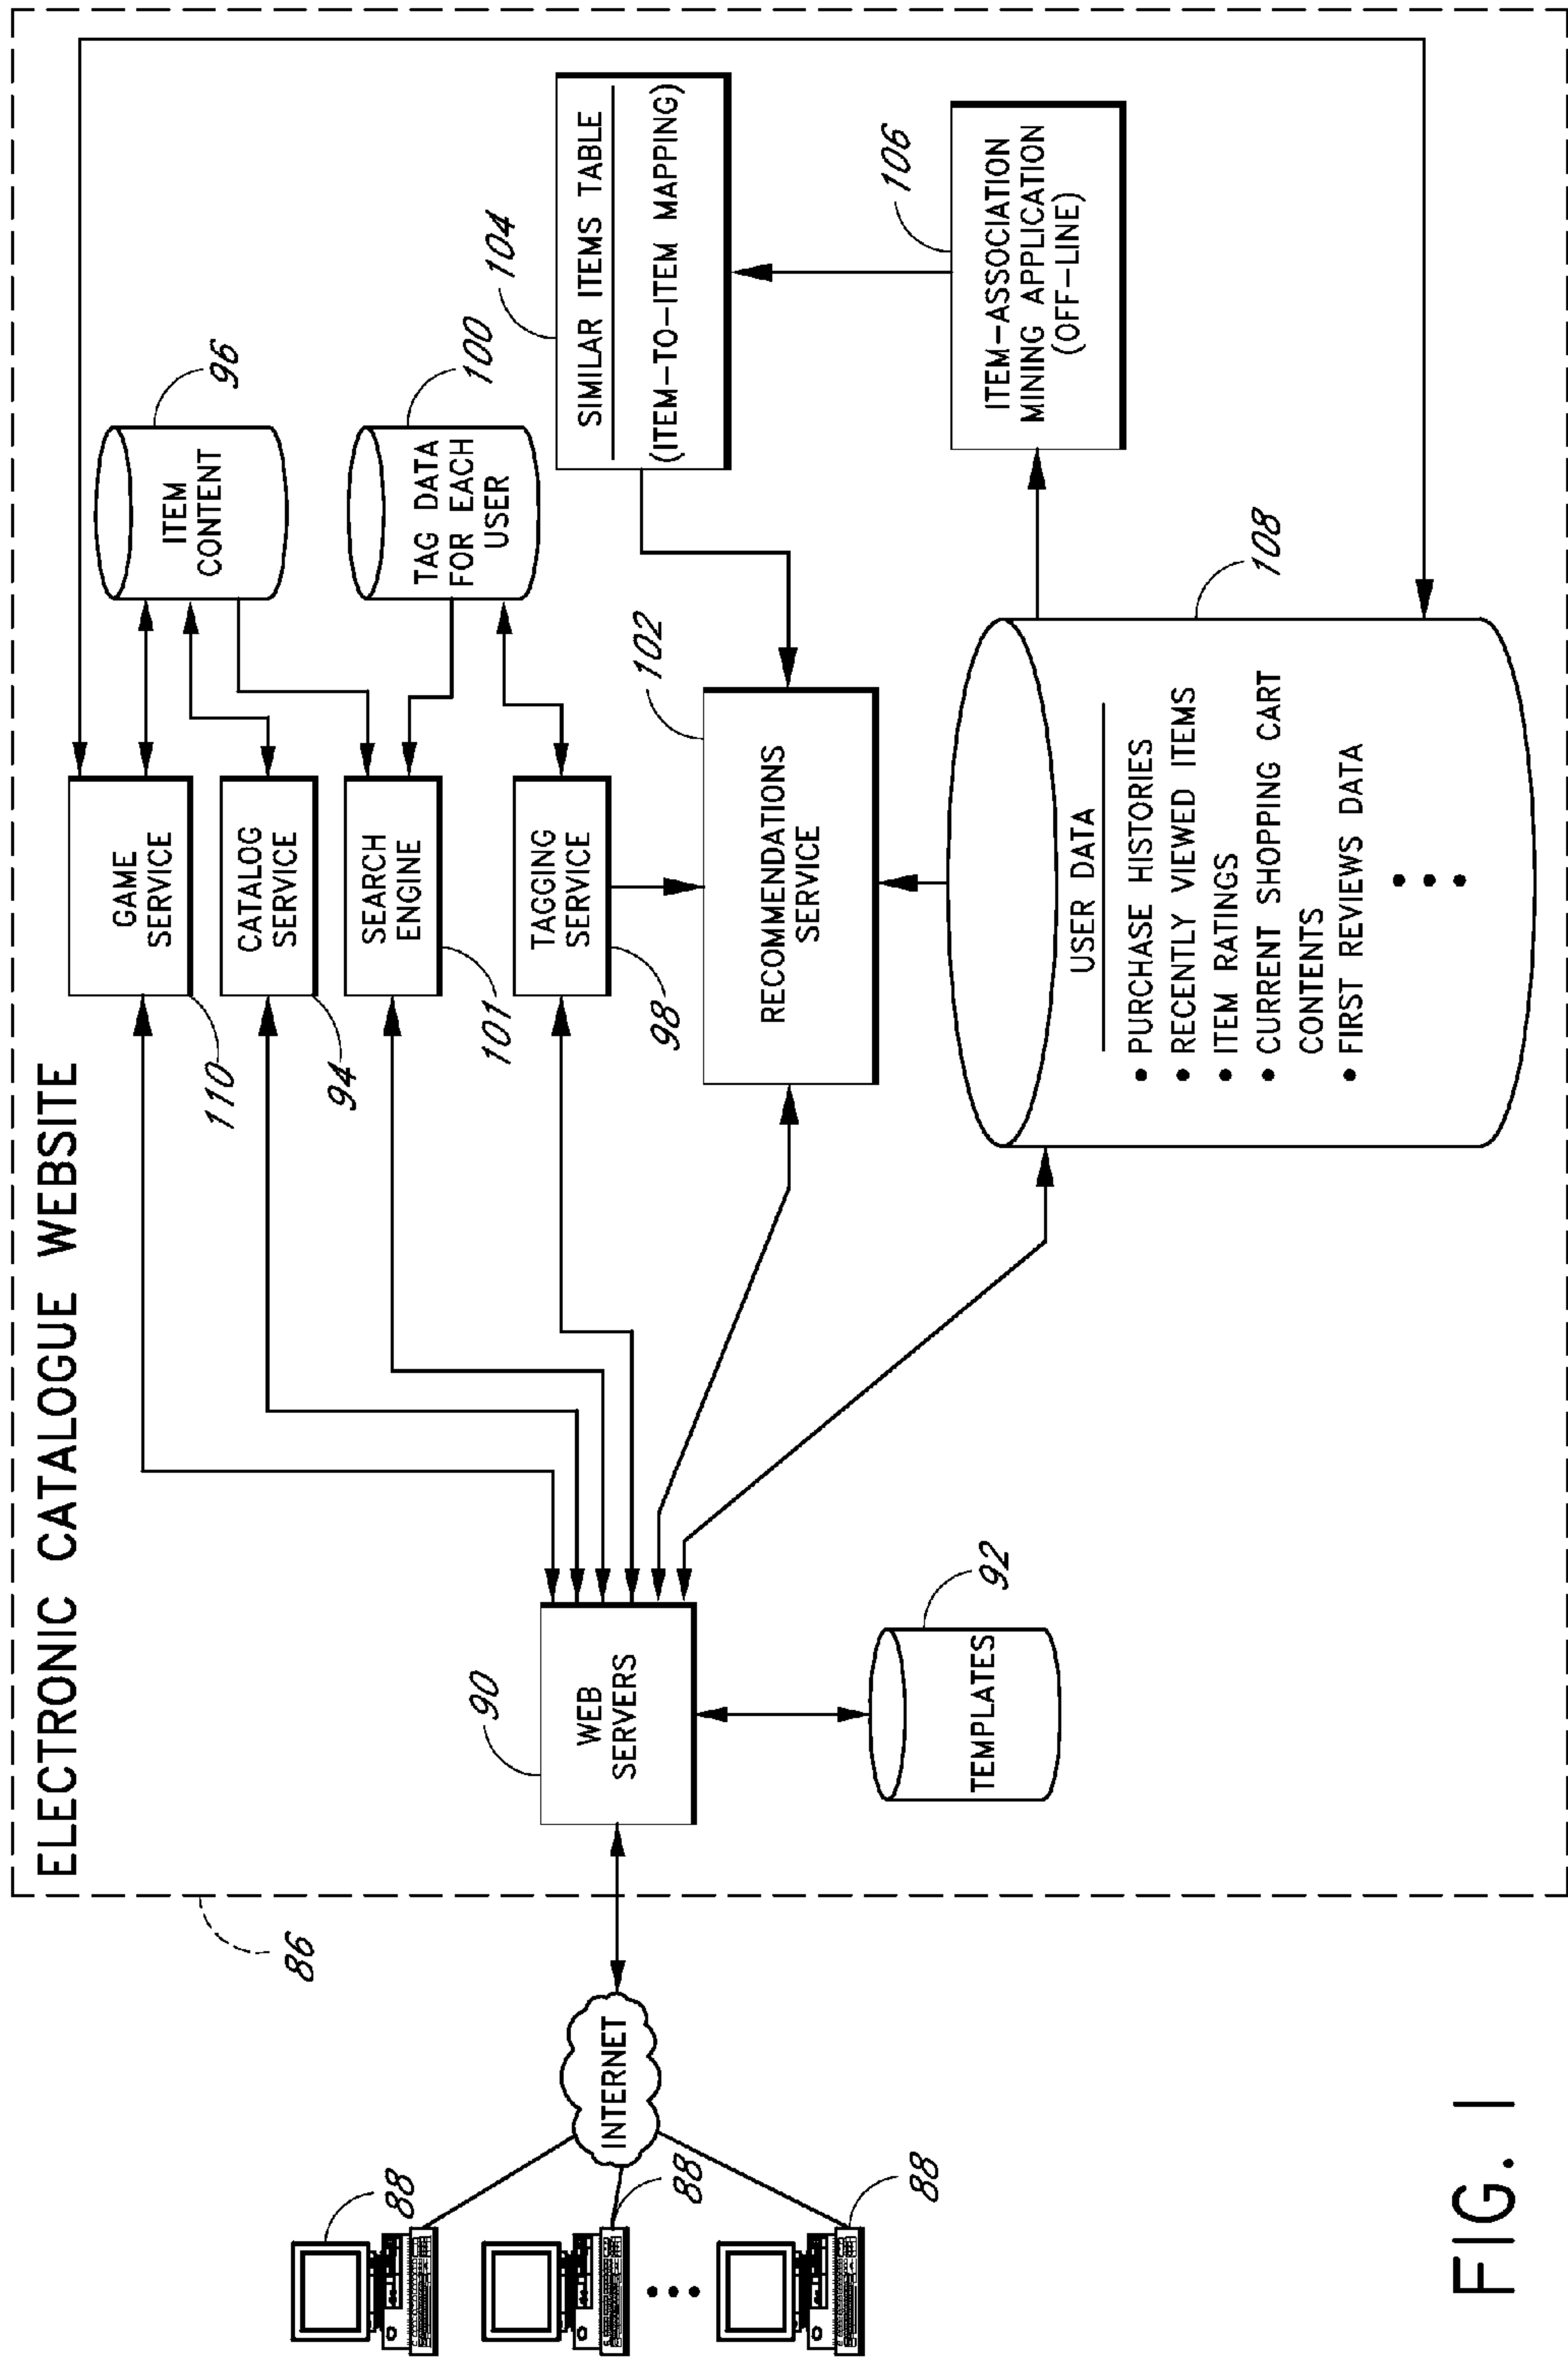 ELECTRONIC CATALOGUE WEBSITE
86
88
88
88
INTERNET
90
WEB
SERVERS
92
TEMPLATES
GAME
SERVICE
110
CATALOG
SERVICE
94
SEARCH
ENGINE
101
TAGGING
SERVICE
98
ITEM
CONTENT
96
TAG DATA
FOR EACH
USER
100
102
RECOMMENDATIONS
SERVICE
104
SIMILAR ITEMS TABLE
(ITEM-TO-ITEM MAPPING)
106
ITEM-ASSOCIATION
MINING APPLICATION
(OFF-LINE)
108
USER DATA
• PURCHASE HISTORIES
• RECENTLY VIEWED ITEMS
• ITEM RATINGS
• CURRENT SHOPPING CART
CONTENTS
• FIRST REVIEWS DATA
FIG. 1